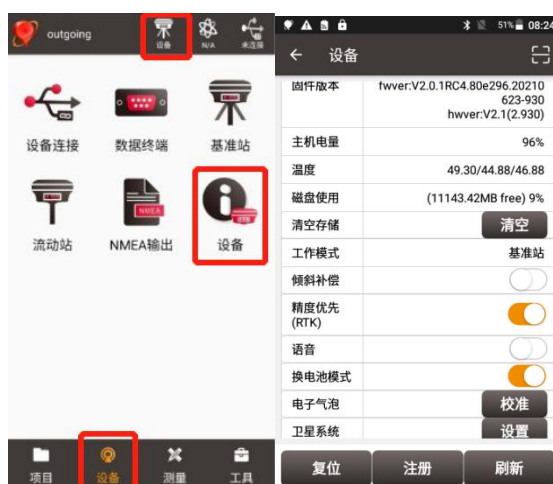 outgoing
设备
N/A
未连接
设备连接
数据终端
基准站
NMEA
流动站
NMEA输出
设备
项目
设备
测量
工具
51% 08:24
设备
固件版本
fwver:V2.0.1RC4.80e296.20210
623-930
hwver:V2.1(2.930)
主机电量
96%
温度
49.30/44.88/46.88
磁盘使用
(11143.42MB free) 9%
清空存储
清空
工作模式
基准站
倾斜补偿
精度优先
(RTK)
语音
换电池模式
电子气泡
校准
卫星系统
设置
复位
注册
刷新